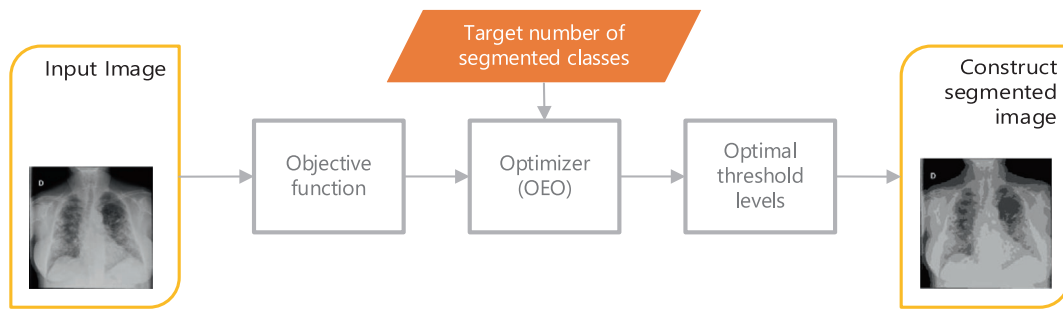 Input Image
D
Objective
function
Target number of
segmented classes
Optimizer
(OEO)
Optimal
threshold
levels
Construct
segmented
image
D